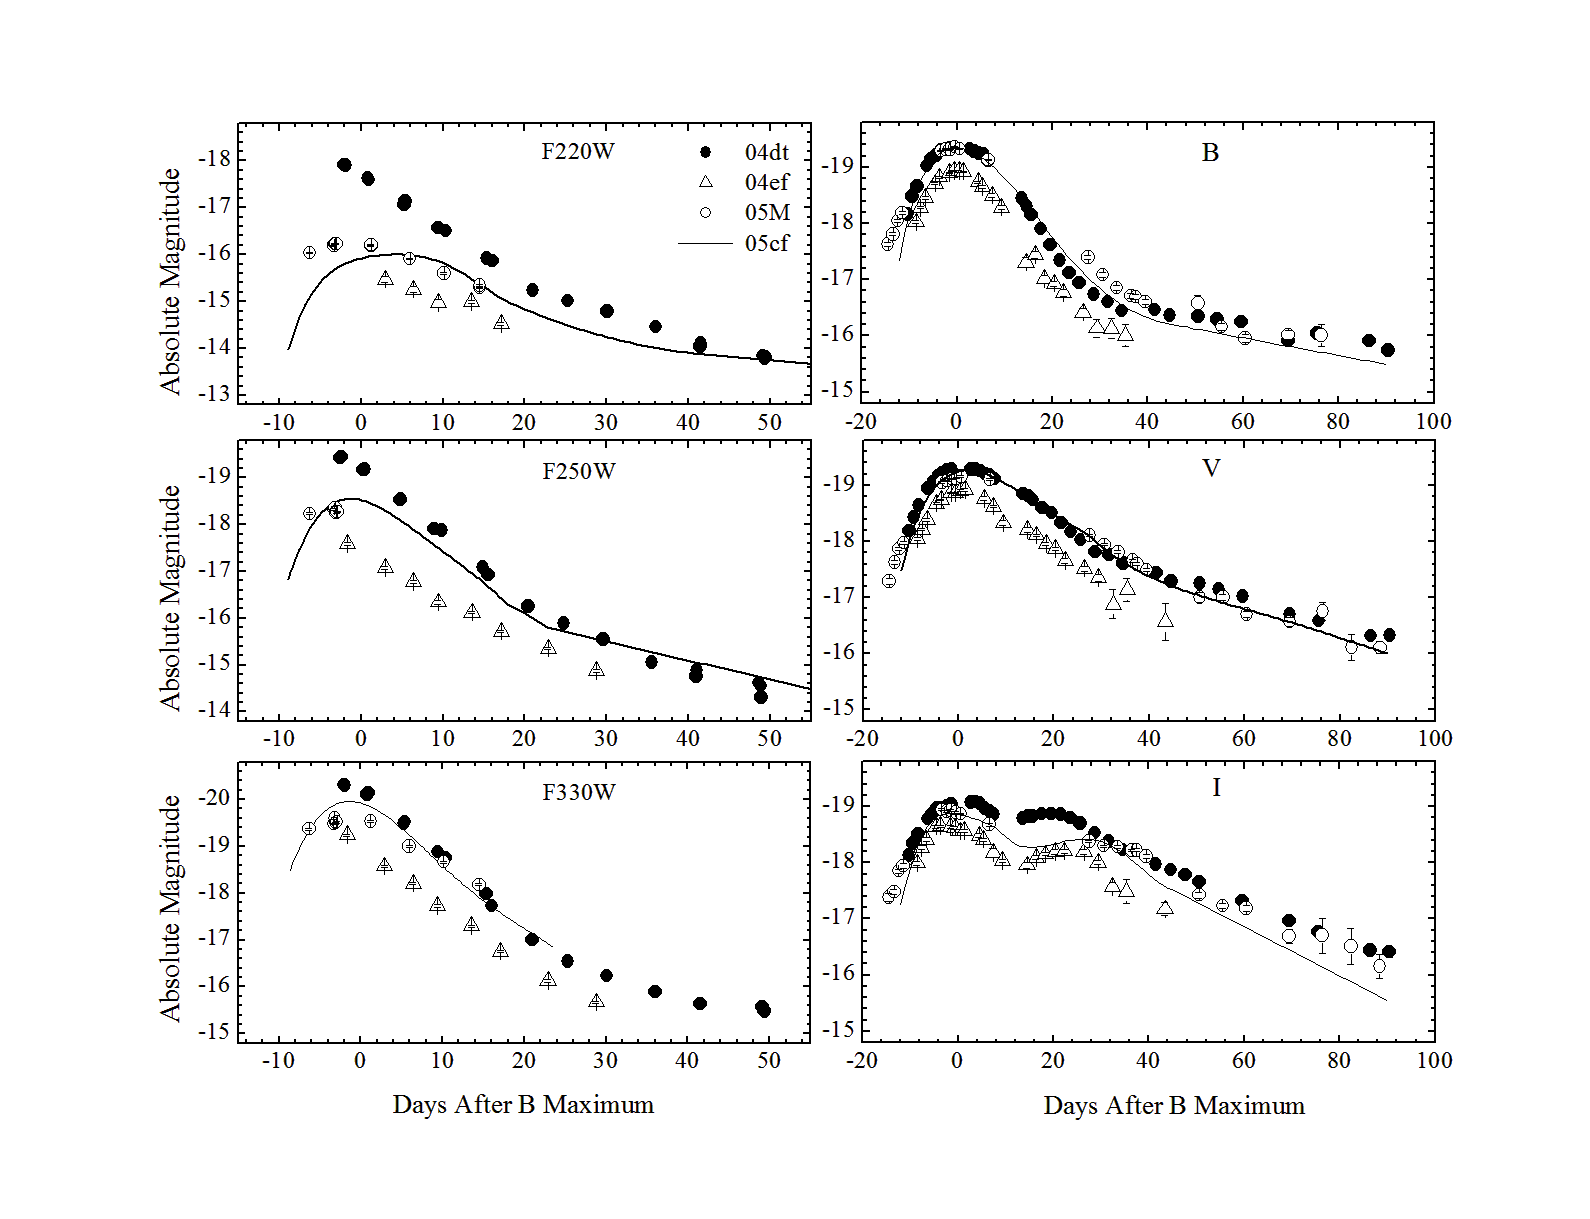 F220W
04dt
04ef
05M
05cf
-18
-17
-16
-15
-14
-13
Absolute Magnitude
-10 0 10 20 30 40 50
B
-19
-18
-17
-16
-15
-20 0 20 40 60 80 100
F250W
-19
-18
-17
-16
-15
-14
Absolute Magnitude
-10 0 10 20 30 40 50
V
-19
-18
-17
-16
-15
-20 0 20 40 60 80 100
F330W
-20
-19
-18
-17
-16
-15
Absolute Magnitude
-10 0 10 20 30 40 50
Days After B Maximum
I
-19
-18
-17
-16
-15
-20 0 20 40 60 80 100
Days After B Maximum